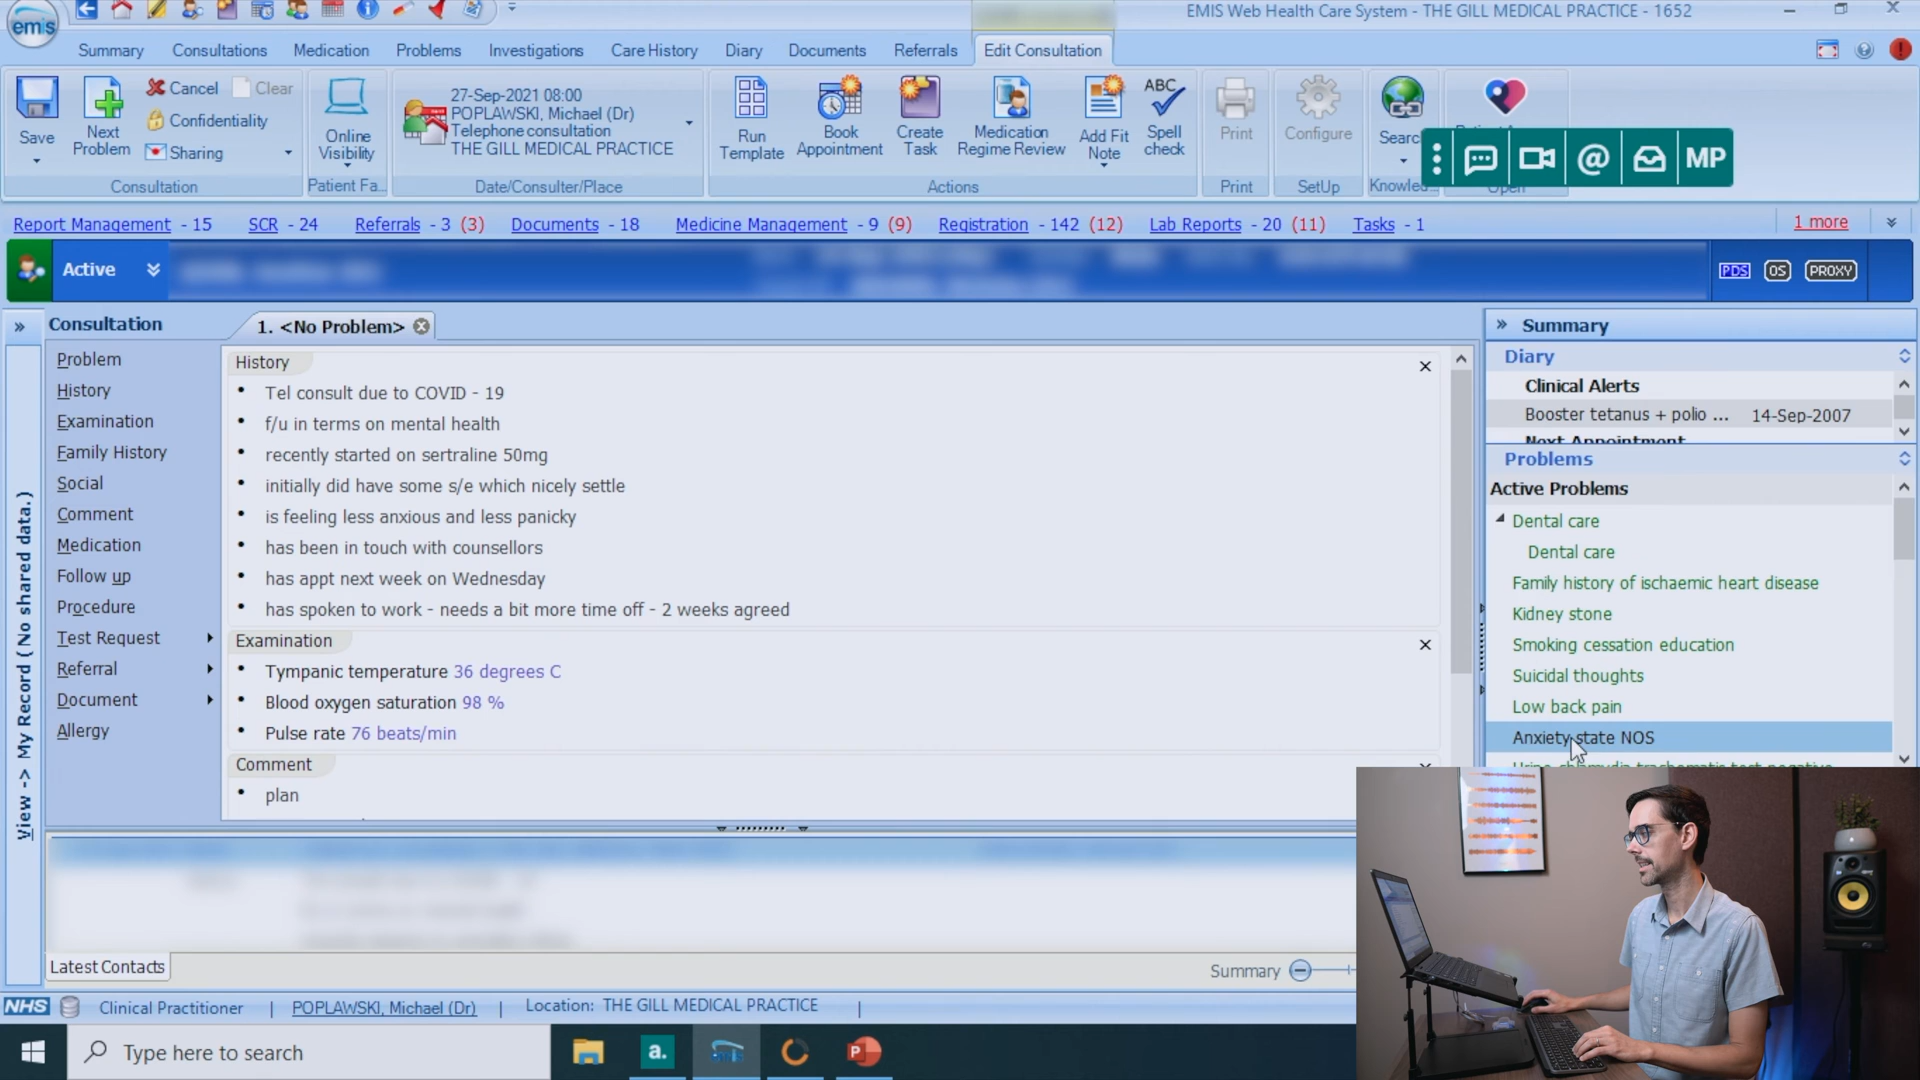 emis
EMIS Web Health Care System - THE GILL MEDICAL PRACTICE - 1652
Summary
Consultations
Medication
Problems
Investigations
Care History
Diary
Documents
Referrals
Edit Consultation
Save
Next
Problem
Cancel
Clear
Confidentiality
Sharing
Consultation
Online
Visibility
Patient Fa...
27-Sep-2021 08:00
POPLAWSKI, Michael (Dr)
Telephone consultation
THE GILL MEDICAL PRACTICE
Date/Consulter/Place
Run
Template
Book
Appointment
Create
Task
Medication
Regime Review
Add Fit
Note
ABC
Spell
check
Actions
Print
Print
Configure
SetUp
Searc
Knowled...
MP
Report Management - 15
SCR - 24
Referrals - 3 (3)
Documents - 18
Medicine Management - 9 (9)
Registration - 142 (12)
Lab Reports - 20 (11)
Tasks - 1
1 more
Active
PDS
OS
PROXY
View -> My Record ( No shared data.)
Consultation
Problem
History
Examination
Family History
Social
Comment
Medication
Follow up
Procedure
Test Request
Referral
Document
Allergy
1. <No Problem>
History
• Tel consult due to COVID - 19
• f/u in terms on mental health
• recently started on sertraline 50mg
• initially did have some s/e which nicely settle
• is feeling less anxious and less panicky
• has been in touch with counsellors
• has appt next week on Wednesday
• has spoken to work - needs a bit more time off - 2 weeks agreed
Examination
• Tympanic temperature 36 degrees C
• Blood oxygen saturation 98 %
• Pulse rate 76 beats/min
Comment
• plan
Summary
Diary
Clinical Alerts
Booster tetanus + polio ... 14-Sep-2007
Next Appointment
Problems
Active Problems
Dental care
Dental care
Family history of ischaemic heart disease
Kidney stone
Smoking cessation education
Suicidal thoughts
Low back pain
Anxiety state NOS
Urine chlamydia trachomatis test negative
Latest Contacts
Summary
NHS
Clinical Practitioner
POPLAWSKI, Michael (Dr)
Location: THE GILL MEDICAL PRACTICE
Type here to search
a.
emis
P